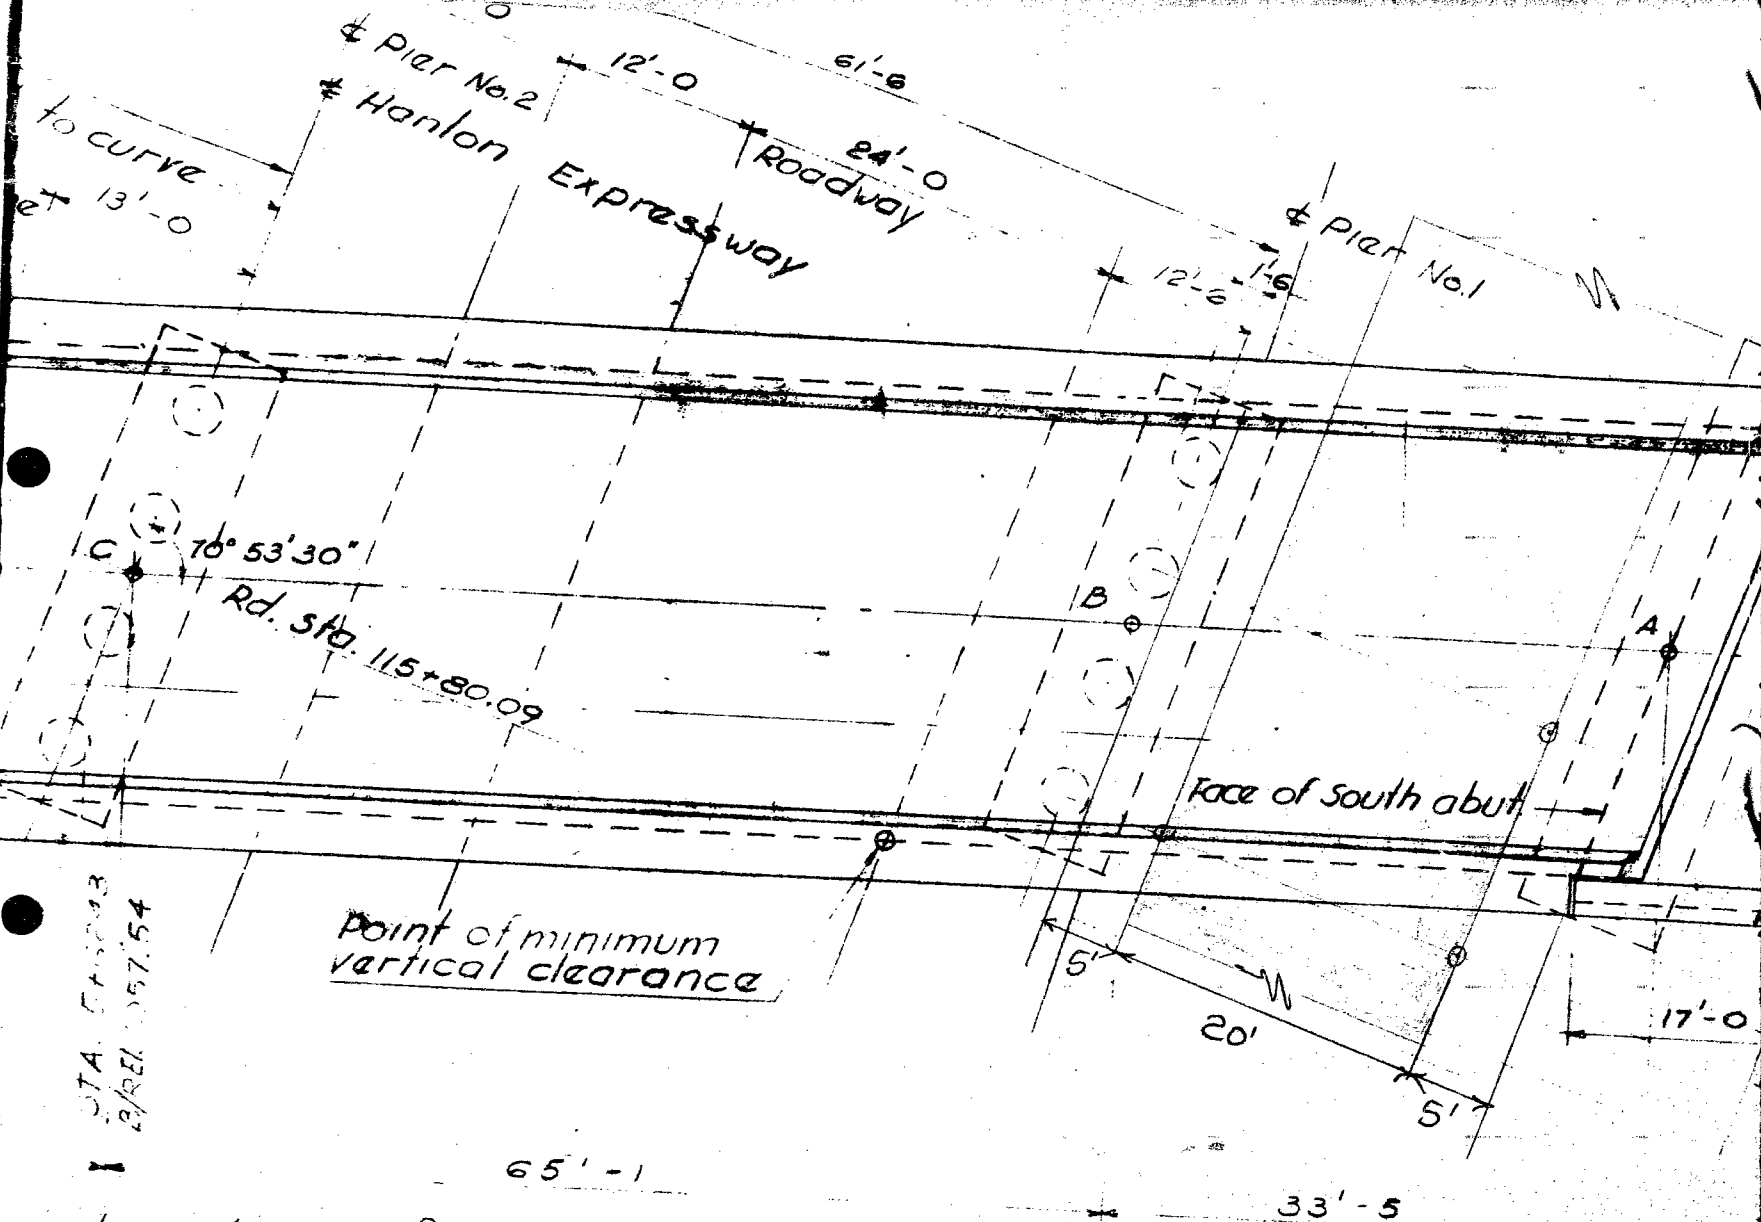 ℄ Pier No.2
12'-0
61'-6
℄ Hanlon Expressway
to curve
24'-0
Roadway
13'-0
℄ Pier No.1
12'-6
1'-6
N
C
70° 53' 30"
Rd. Sta. 115+80.09
B
A
Face of South abut.
Point of minimum
vertical clearance
5'
N
20'
5'
17'-0
STA.
65'-1
33'-5